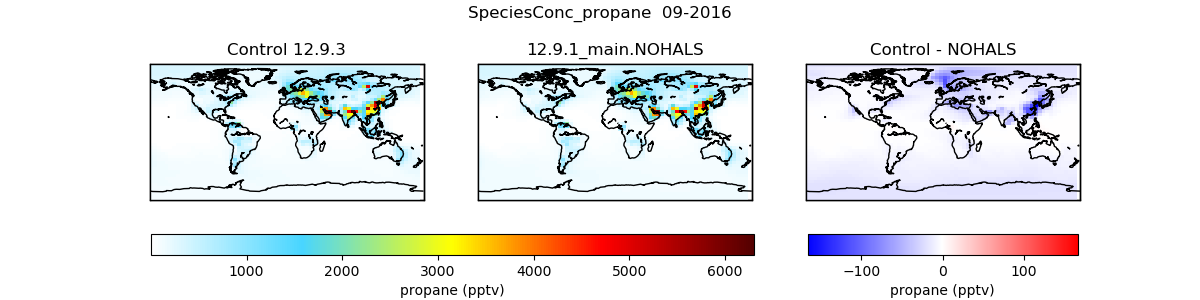 SpeciesConc_propane 09-2016
Control 12.9.3
12.9.1_main.NOHALS
Control - NOHALS
1000 2000 3000 4000 5000 6000
propane (pptv)
−100 0 100
propane (pptv)